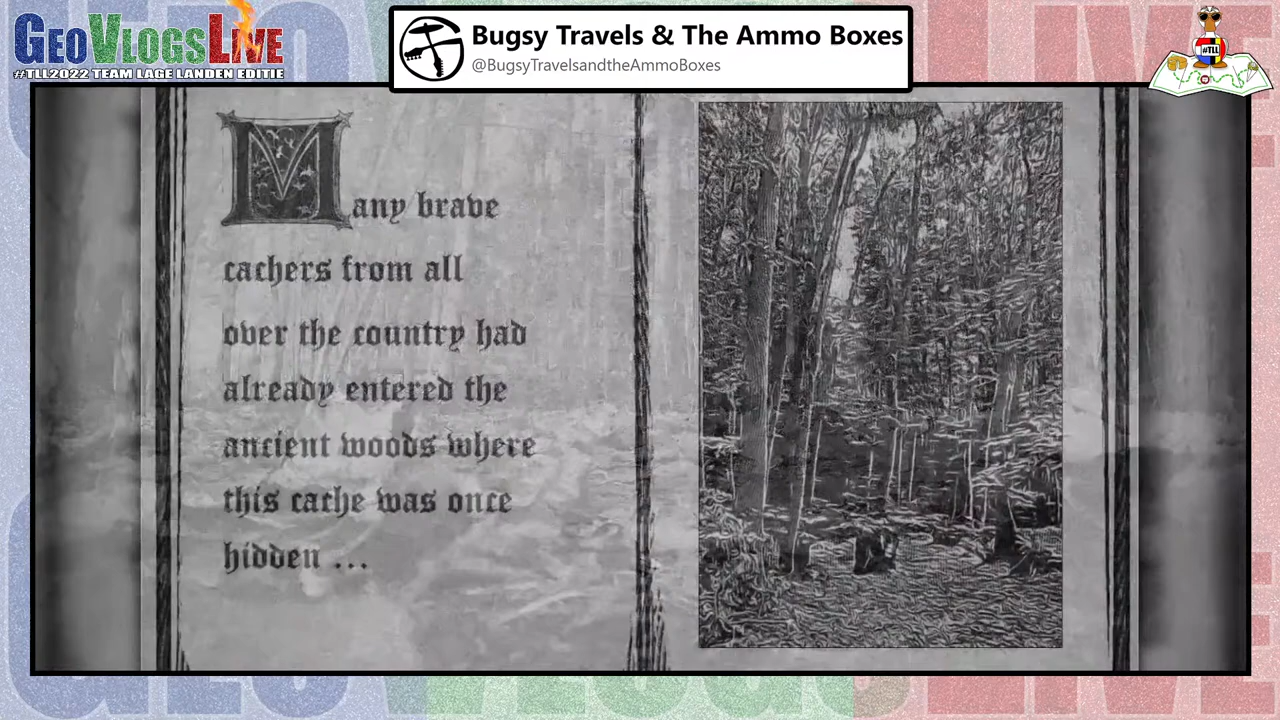 GEOVLOGSLIVE
#TLL2022 TEAM LAGE LANDEN EDITIE
Bugsy Travels & The Ammo Boxes
@BugsyTravelsandtheAmmoBoxes
#TLL
Many brave
cachers from all
over the country had
already entered the
ancient woods where
this cache was once
hidden ...